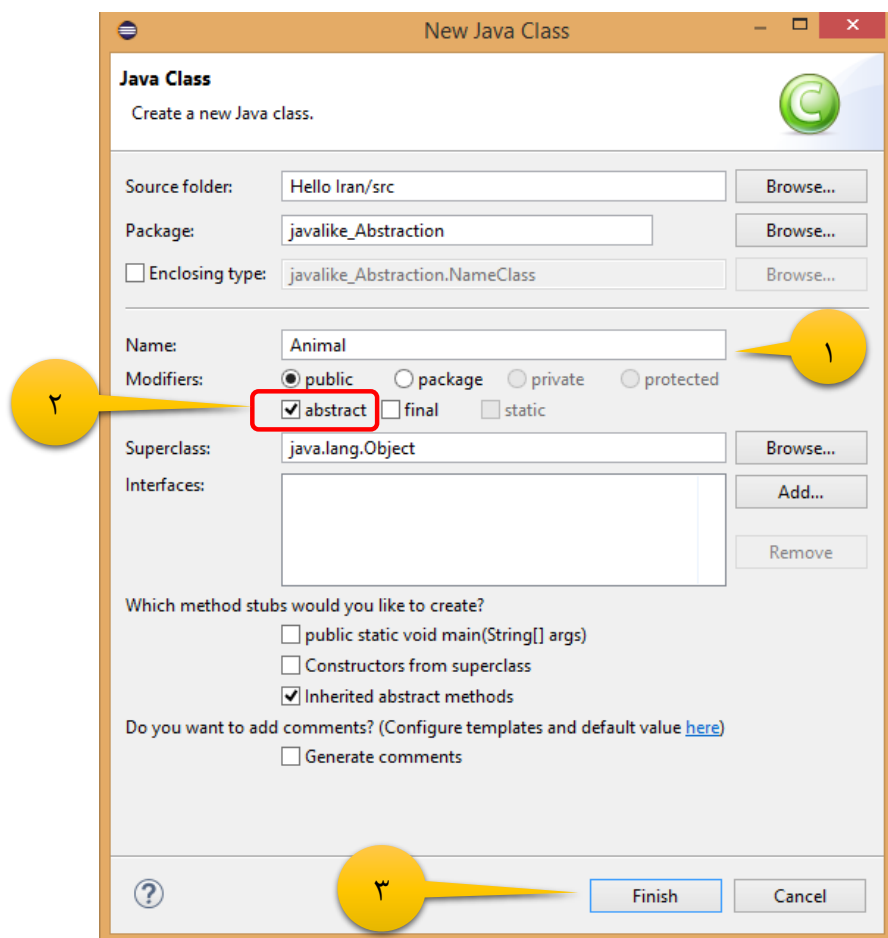 New Java Class
Java Class
Create a new Java class.
Source folder: Hello Iran/src Browse...
Package: javalike_Abstraction Browse...
Enclosing type: javalike_Abstraction.NameClass Browse...
Name: Animal ۱
Modifiers: public package private protected
۲ abstract final static
Superclass: java.lang.Object Browse...
Interfaces: Add...
Remove
Which method stubs would you like to create?
public static void main(String[] args)
Constructors from superclass
Inherited abstract methods
Do you want to add comments? (Configure templates and default value here)
Generate comments
? ۳ Finish Cancel